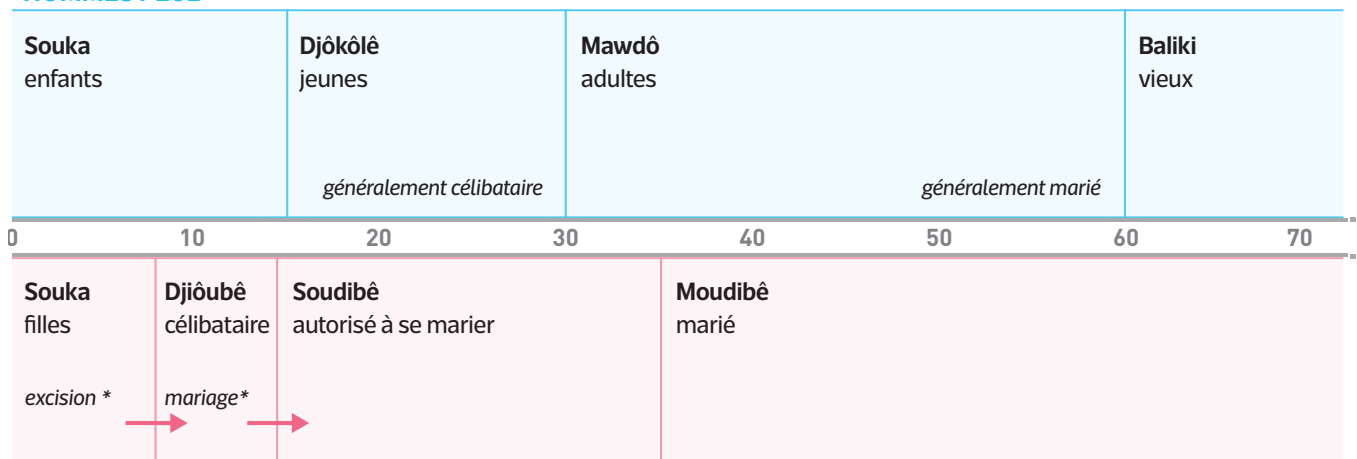 Souka
enfants
Djôkôlê
jeunes
généralement célibataire
Mawdô
adultes
généralement marié
Baliki
vieux
0 10 20 30 40 50 60 70
Souka
filles
excision *
Djiôubê
célibataire
mariage*
Soudibê
autorisé à se marier
Moudibê
marié